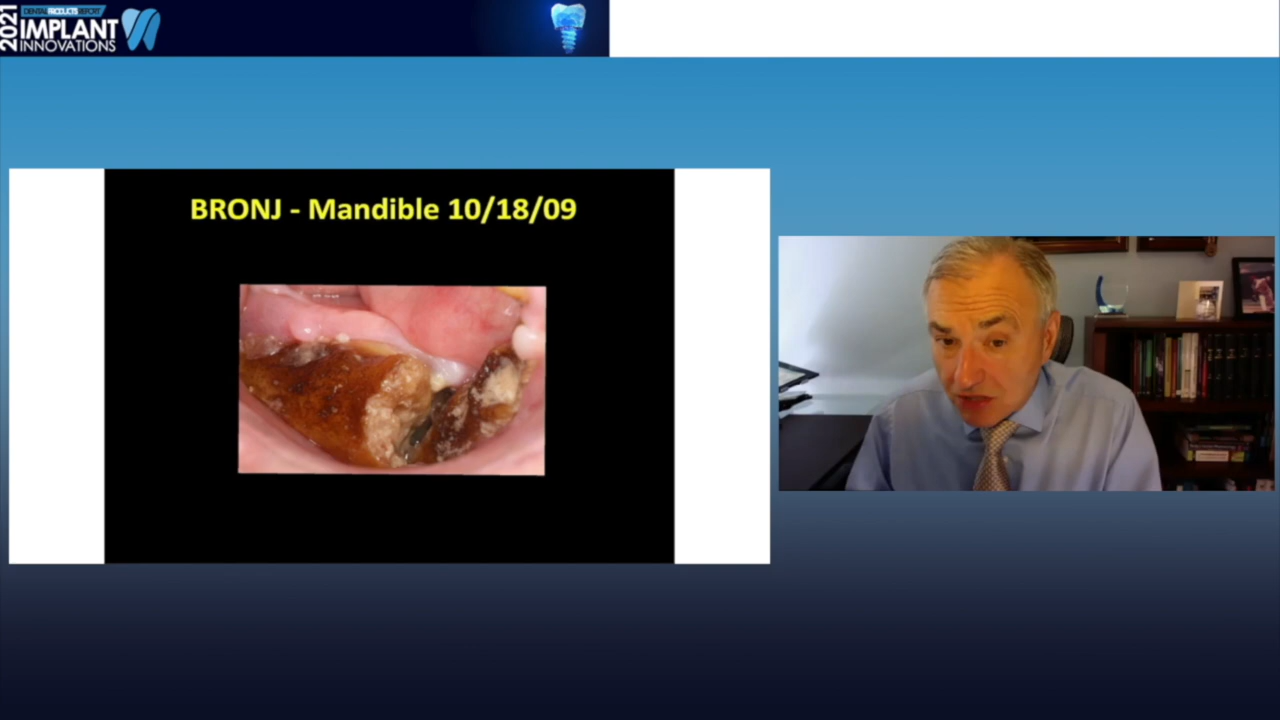 2021
DENTAL PRODUCTS REPORT
IMPLANT
INNOVATIONS
BRONJ - Mandible 10/18/09